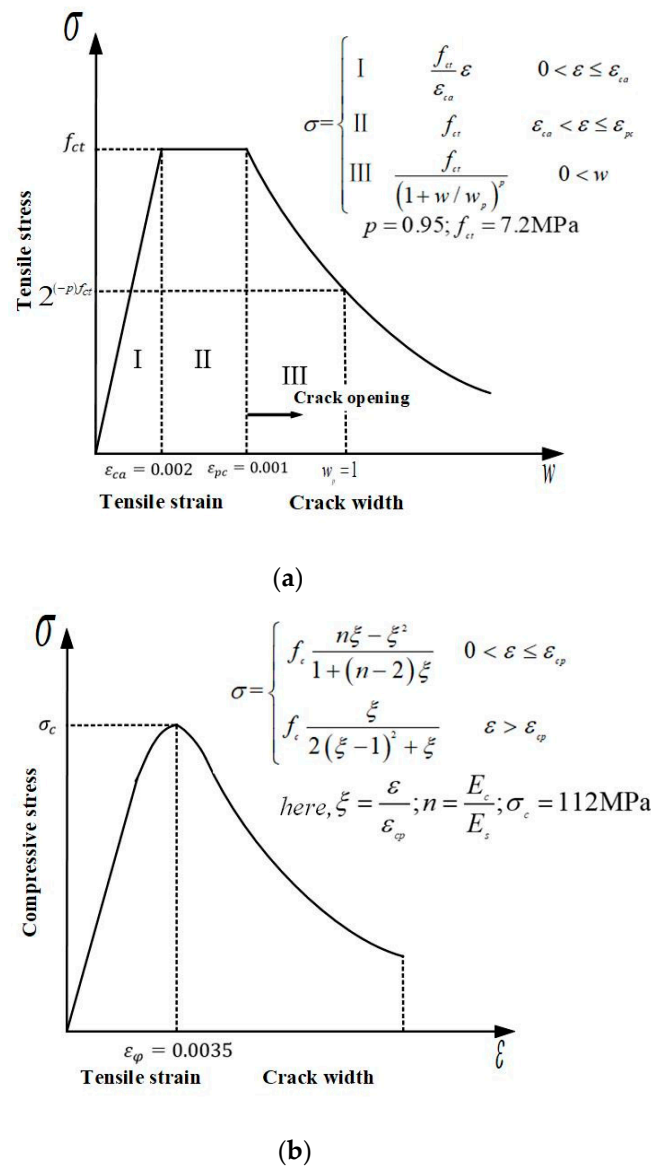 σ
σ= { I f_ct/ε_ca ε 0 < ε ≤ ε_ca
II f_ct ε_ca < ε ≤ ε_pc
III f_ct/(1 + w/w_p)^p 0 < w
p = 0.95; f_ct = 7.2MPa
f_ct
Tensile stress
2^(-p)f_ct
I II III
Crack opening
ε_ca = 0.002 ε_pc = 0.001 w_p = 1 w
Tensile strain Crack width
(a)
σ
σ= { f_c (nξ − ξ²)/(1 + (n − 2)ξ) 0 < ε ≤ ε_cp
f_c ξ/(2(ξ − 1)² + ξ) ε > ε_cp
here, ξ = ε/ε_cp; n = E_c/E_s; σ_c = 112MPa
σ_c
Compressive stress
ε_φ = 0.0035 ε
Tensile strain Crack width
(b)